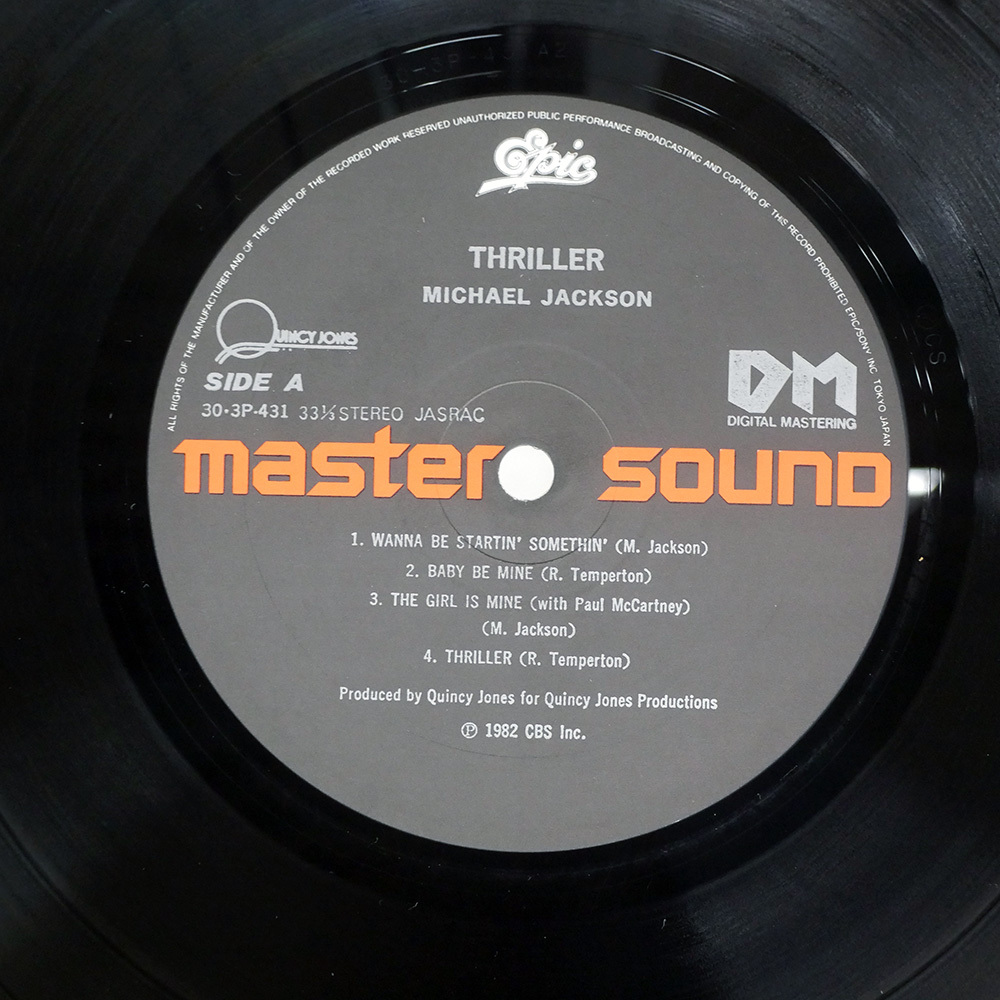 ALL RIGHTS OF THE MANUFACTURER AND OF THE OWNER OF THE RECORDED WORK RESERVED UNAUTHORIZED PUBLIC PERFORMANCE BROADCASTING AND COPYING OF THIS RECORD PROHIBITED EPIC/SONY INC. TOKYO JAPAN
Epic
THRILLER
MICHAEL JACKSON
QUINCY JONES
SIDE A
30·3P-431 33⅓ STEREO JASRAC
DM
DIGITAL MASTERING
master sound
1. WANNA BE STARTIN' SOMETHIN' (M. Jackson)
2. BABY BE MINE (R. Temperton)
3. THE GIRL IS MINE (with Paul McCartney)
(M. Jackson)
4. THRILLER (R. Temperton)
Produced by Quincy Jones for Quincy Jones Productions
Ⓟ 1982 CBS Inc.